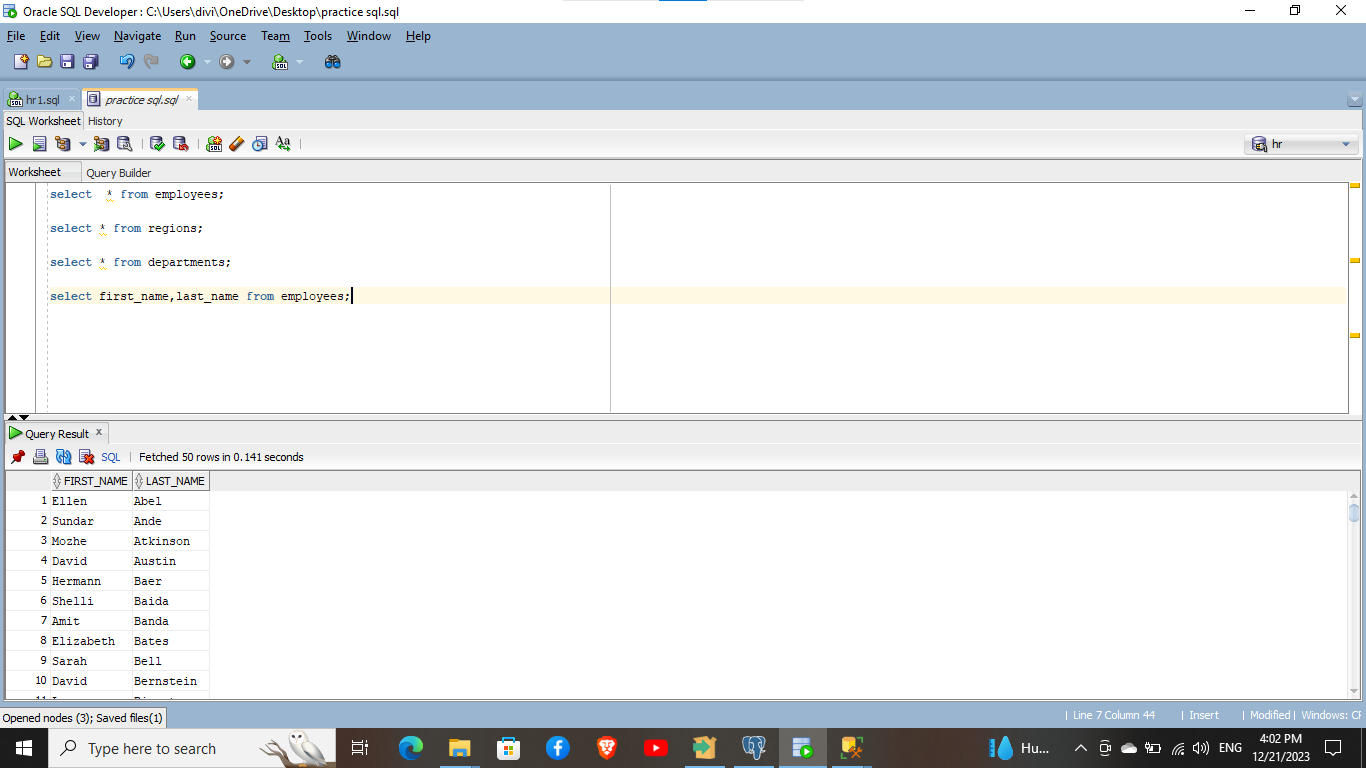 Oracle SQL Developer : C:\Users\divi\OneDrive\Desktop\practice sql.sql
File Edit View Navigate Run Source Team Tools Window Help
hr1.sql × practice sql.sql ×
SQL Worksheet History
Aa
hr
Worksheet Query Builder
select  * from employees;
select * from regions;
select * from departments;
select first_name,last_name from employees;
Query Result x
SQL | Fetched 50 rows in 0.141 seconds
FIRST_NAME LAST_NAME
1 Ellen Abel
2 Sundar Ande
3 Mozhe Atkinson
4 David Austin
5 Hermann Baer
6 Shelli Baida
7 Amit Banda
8 Elizabeth Bates
9 Sarah Bell
10 David Bernstein
Opened nodes (3); Saved files(1)
| Line 7 Column 44 | Insert | Modified | Windows: CF
Type here to search
Hu... ENG 4:02 PM
12/21/2023